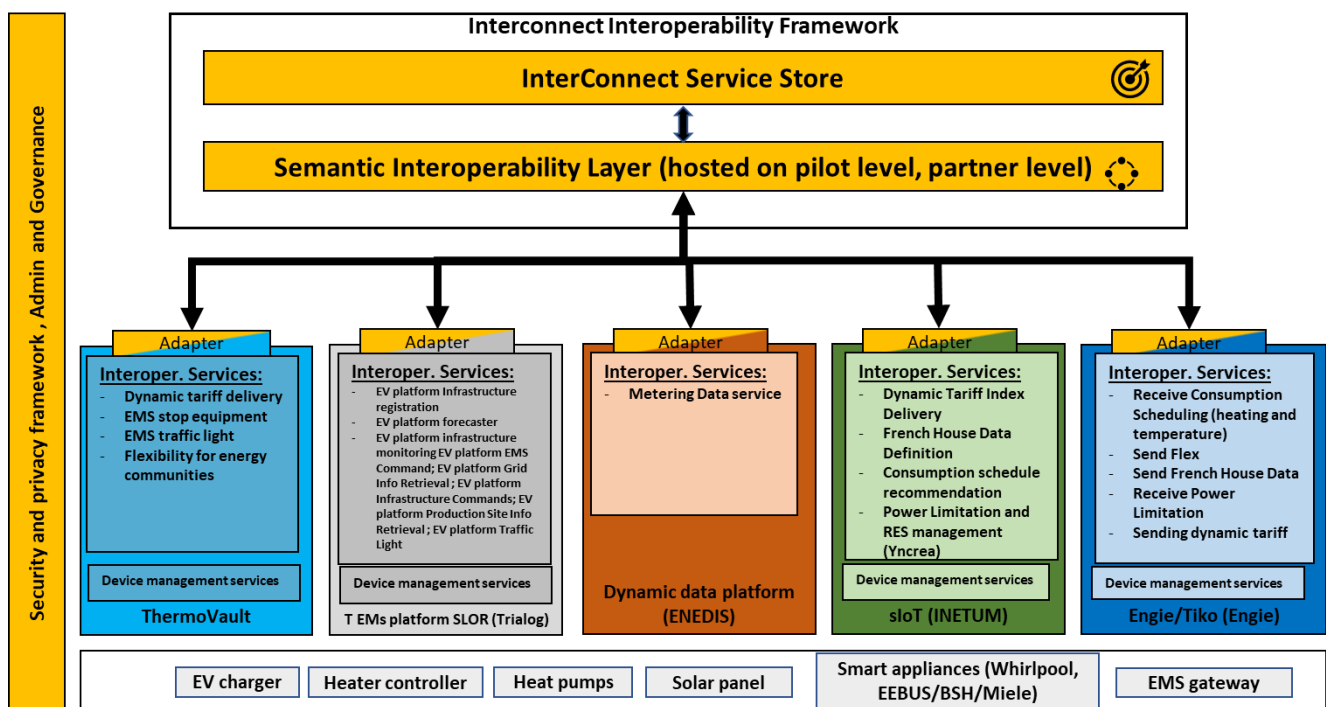 Security and privacy framework , Admin and Governance
Interconnect Interoperability Framework
InterConnect Service Store
Semantic Interoperability Layer (hosted on pilot level, partner level)
Adapter
Interoper. Services:
- Dynamic tariff delivery
- EMS stop equipment
- EMS traffic light
- Flexibility for energy
communities
Device management services
ThermoVault
Adapter
Interoper. Services:
- EV platform Infrastructure
registration
- EV platform forecaster
- EV platform infrastructure
monitoring EV platform EMS
Command; EV platform Grid
Info Retrieval ; EV platform
Infrastructure Commands; EV
platform Production Site Info
Retrieval ; EV platform Traffic
Light
Device management services
T EMs platform SLOR (Trialog)
Adapter
Interoper. Services:
- Metering Data service
Dynamic data platform
(ENEDIS)
Adapter
Interoper. Services:
- Dynamic Tariff Index
Delivery
- French House Data
Definition
- Consumption schedule
recommendation
- Power Limitation and
RES management
(Yncrea)
Device management services
sIoT (INETUM)
Adapter
Interoper. Services:
- Receive Consumption
Scheduling (heating and
temperature)
- Send Flex
- Send French House Data
- Receive Power
Limitation
- Sending dynamic tariff
Device management services
Engie/Tiko (Engie)
EV charger
Heater controller
Heat pumps
Solar panel
Smart appliances (Whirlpool,
EEBUS/BSH/Miele)
EMS gateway